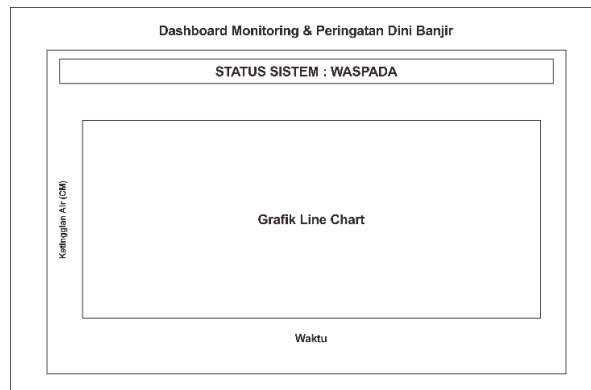 Dashboard Monitoring & Peringatan Dini Banjir
STATUS SISTEM : WASPADA
Ketinggian Air (CM)
Grafik Line Chart
Waktu